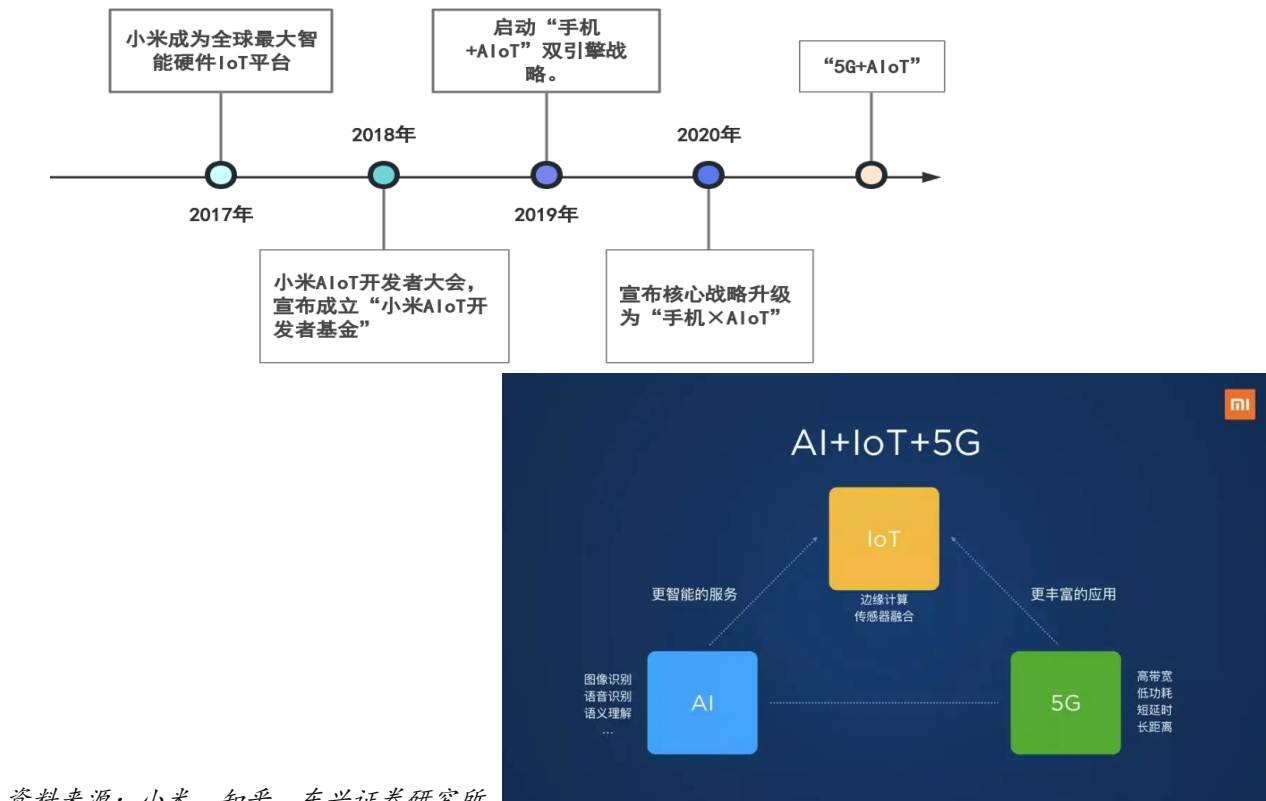 小米成为全球最大智
能硬件IoT平台
启动“手机
+AIoT”双引擎战
略。
“5G+AIoT”
2018年
2020年
2017年
2019年
小米AIoT开发者大会,
宣布成立“小米AIoT开
发者基金”
宣布核心战略升级
为“手机×AIoT”
MI
AI+IoT+5G
IoT
更智能的服务
边缘计算
传感器融合
更丰富的应用
图像识别
语音识别
语义理解
…
AI
5G
高带宽
低功耗
短延时
长距离
资料来源：小米，知乎，东兴证券研究所